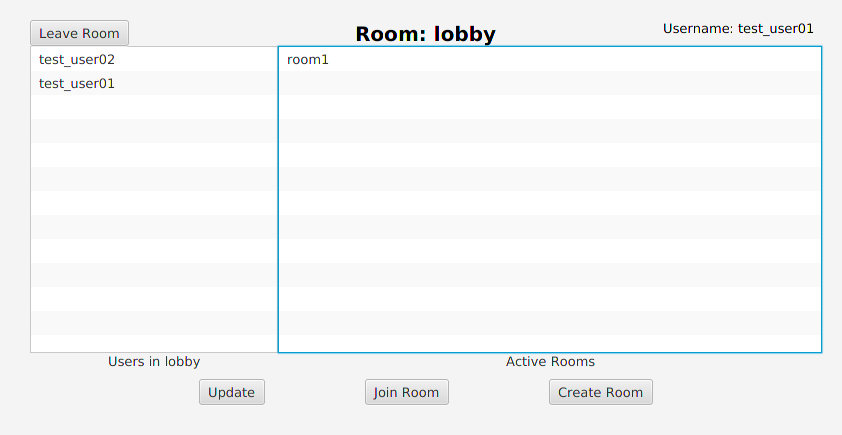 Leave Room
Room: lobby
Username: test_user01
test_user02
test_user01
room1
Users in lobby
Active Rooms
Update
Join Room
Create Room